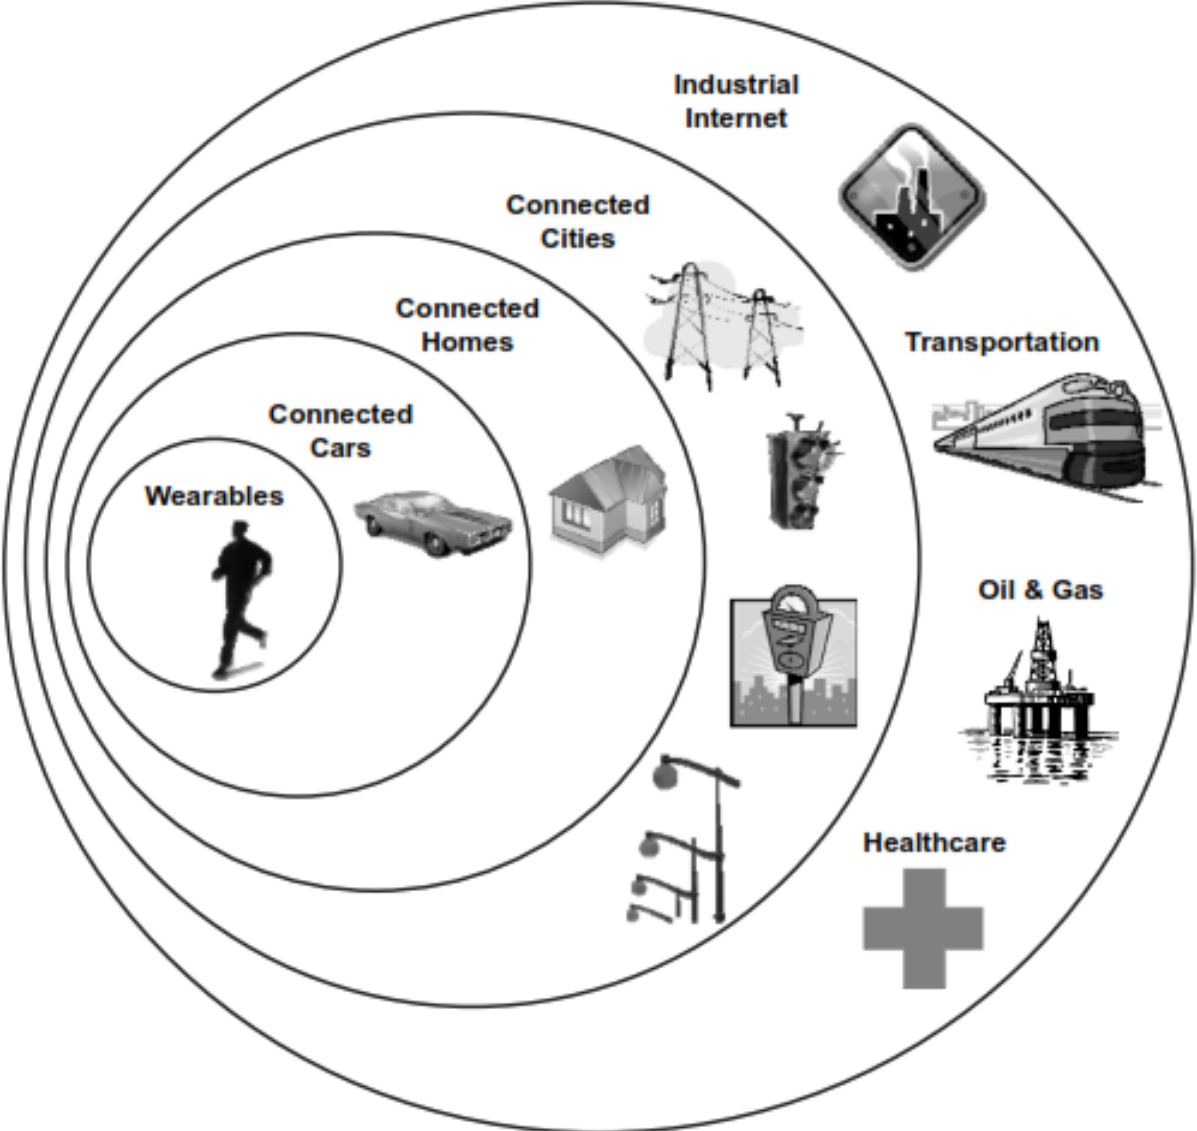 Industrial
Internet
Connected
Cities
Connected
Homes
Transportation
Connected
Cars
Wearables
Oil & Gas
Healthcare